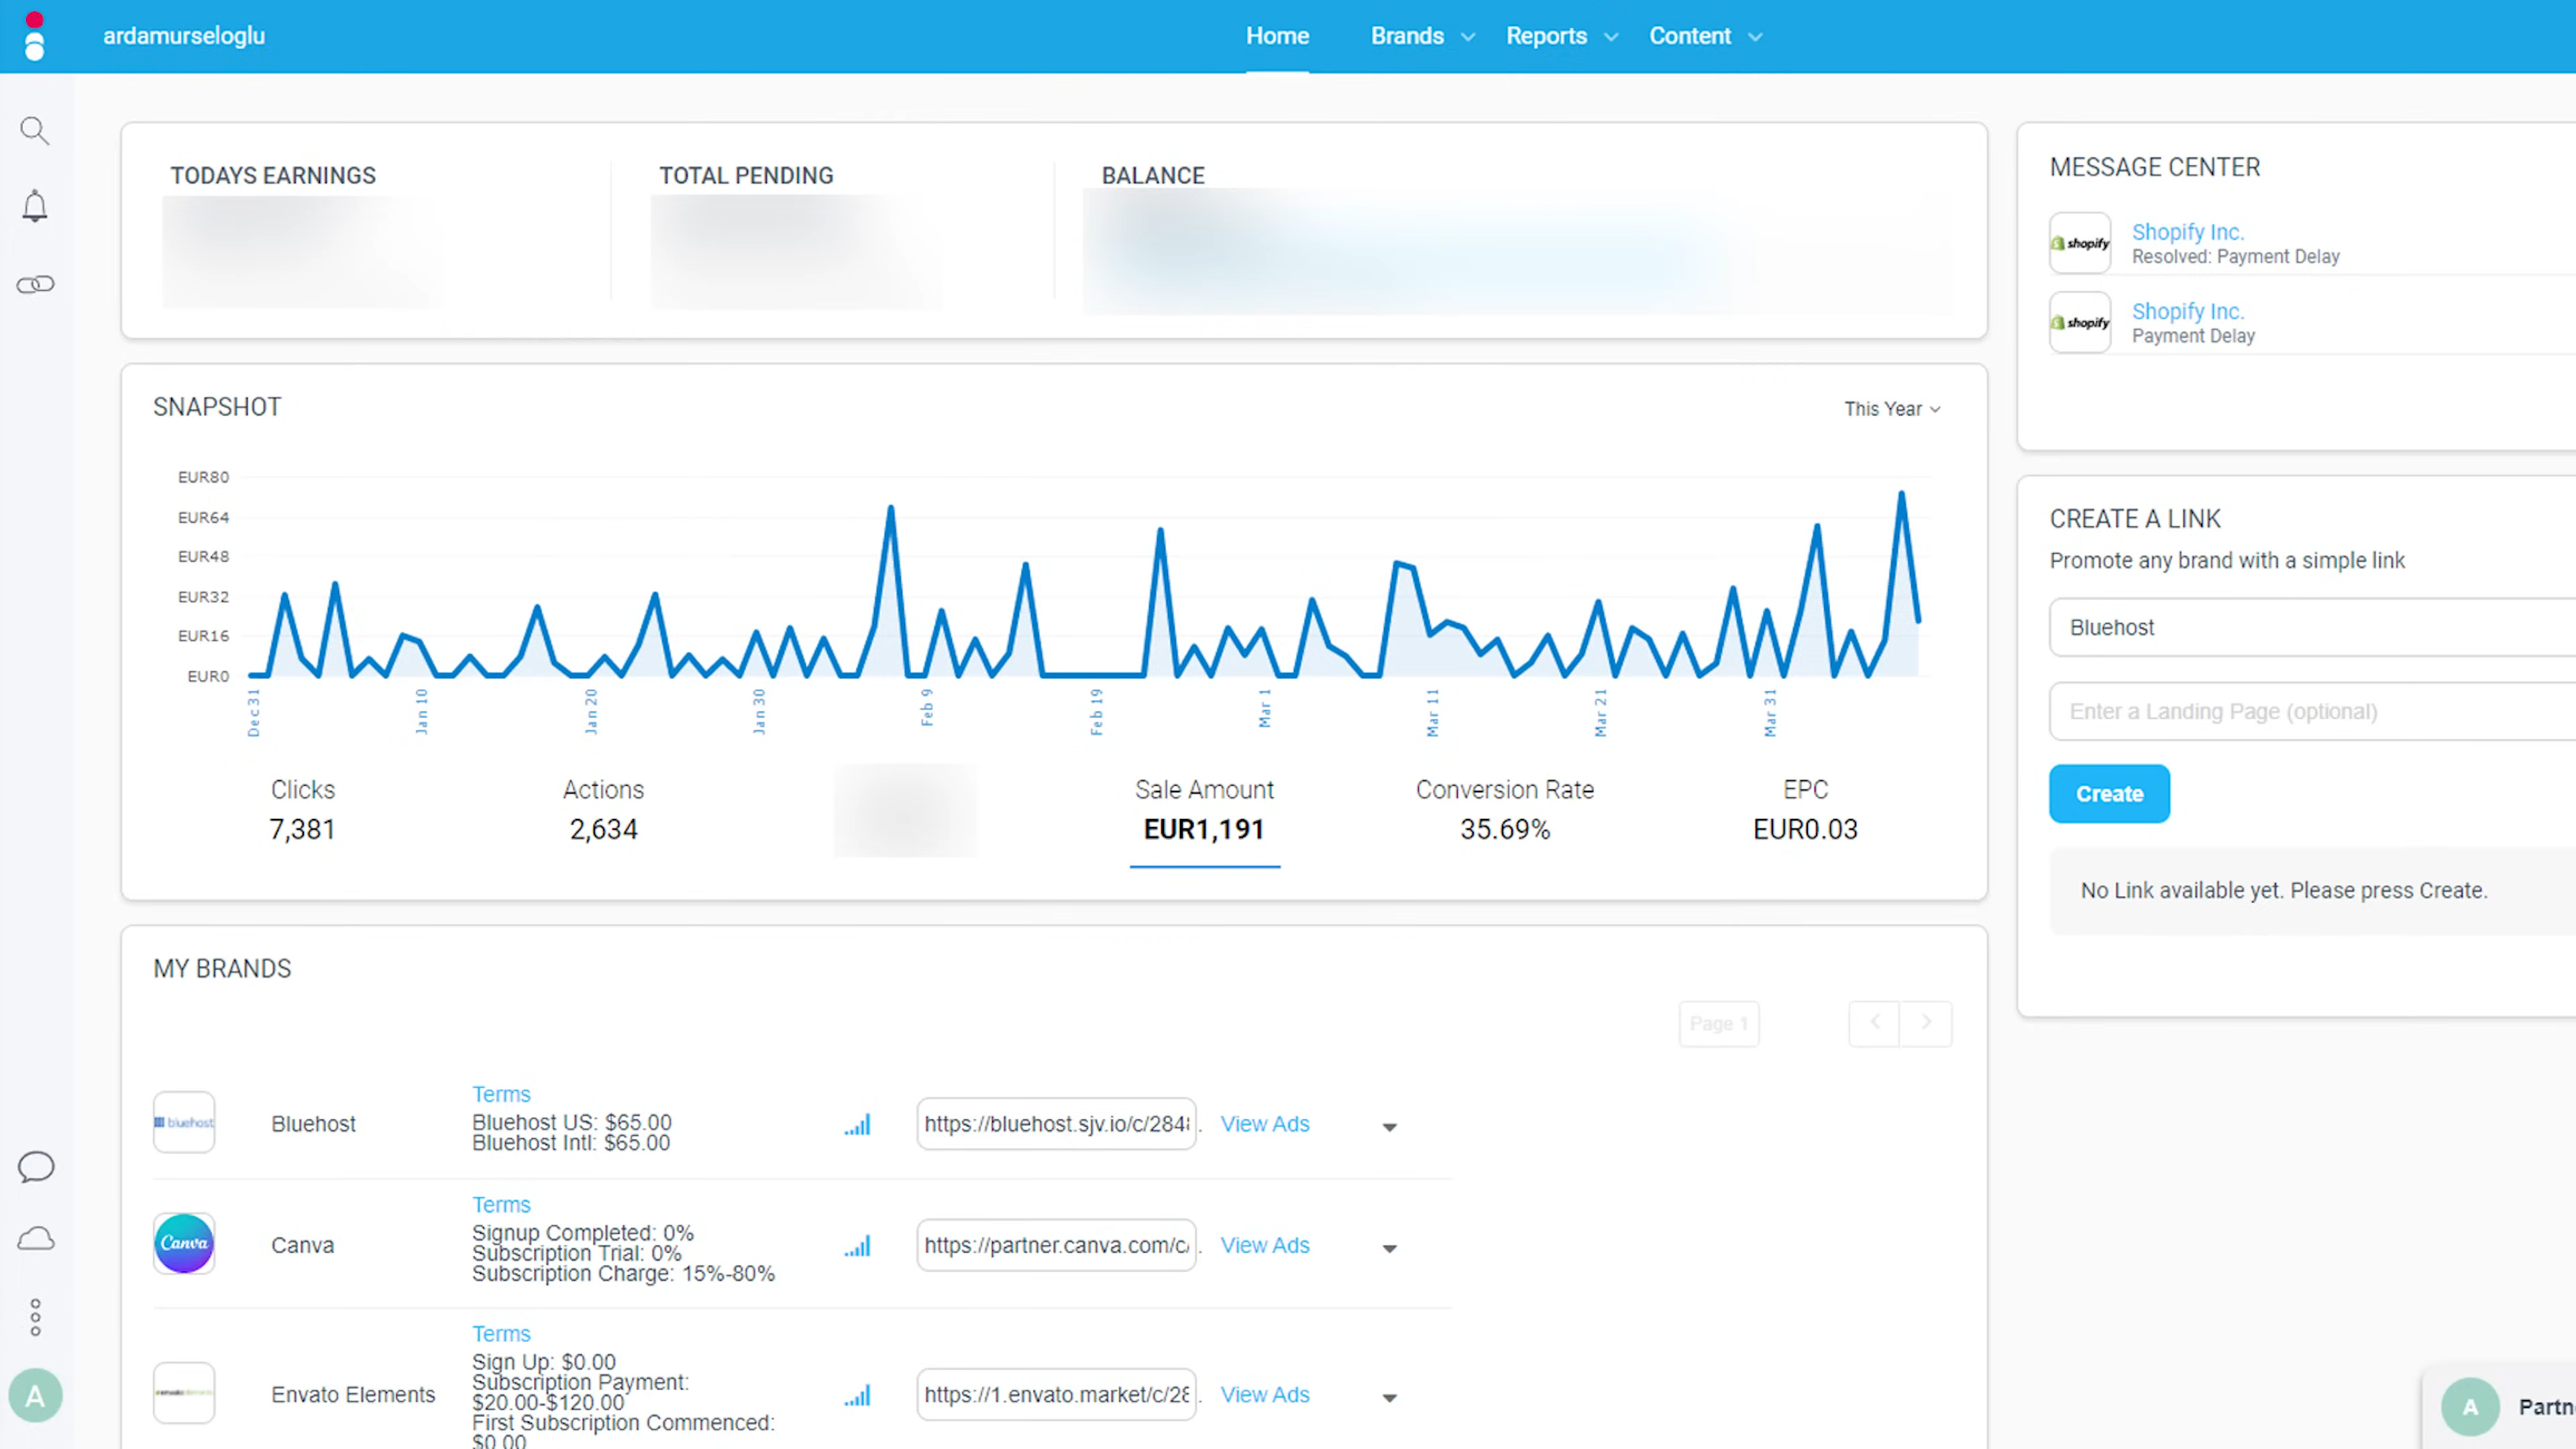 ardamurseloglu
Home
Brands
Reports
Content
TODAYS EARNINGS
TOTAL PENDING
BALANCE
SNAPSHOT
This Year
EUR80
EUR64
EUR48
EUR32
EUR16
EUR0
Dec 31
Jan 10
Jan 20
Jan 30
Feb 9
Feb 19
Mar 1
Mar 11
Mar 21
Mar 31
Clicks
7,381
Actions
2,634
Sale Amount
EUR1,191
Conversion Rate
35.69%
EPC
EUR0.03
MY BRANDS
Page 1
bluehost
Bluehost
Terms
Bluehost US: $65.00
Bluehost Intl: $65.00
https://bluehost.sjv.io/c/284
View Ads
Canva
Canva
Terms
Signup Completed: 0%
Subscription Trial: 0%
Subscription Charge: 15%-80%
https://partner.canva.com/c/
View Ads
Envato Elements
Terms
Sign Up: $0.00
Subscription Payment:
$20.00-$120.00
First Subscription Commenced:
$0.00
https://1.envato.market/c/28
View Ads
A
MESSAGE CENTER
shopify
Shopify Inc.
Resolved: Payment Delay
shopify
Shopify Inc.
Payment Delay
CREATE A LINK
Promote any brand with a simple link
Bluehost
Enter a Landing Page (optional)
Create
No Link available yet. Please press Create.
A
Partn